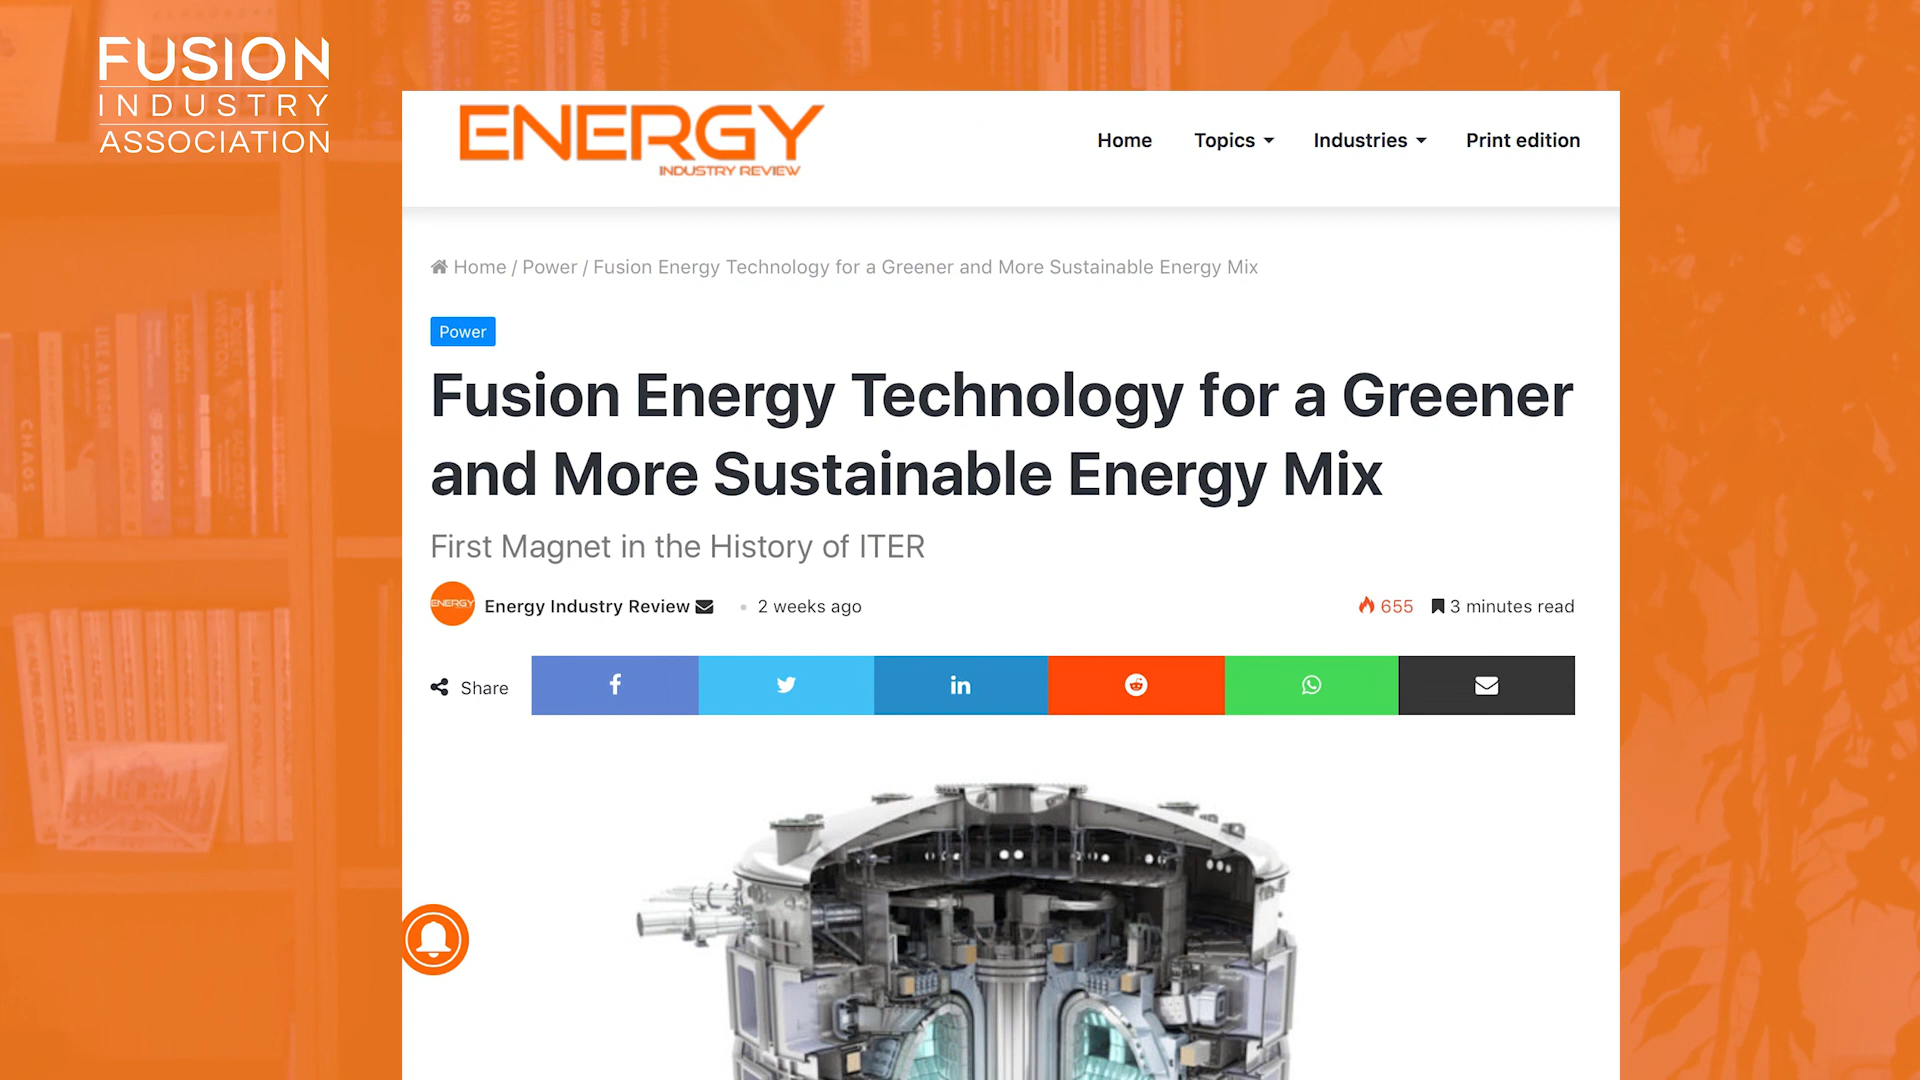 FUSION
INDUSTRY
ASSOCIATION
ENERGY
INDUSTRY REVIEW
Home Topics Industries Print edition
Home / Power / Fusion Energy Technology for a Greener and More Sustainable Energy Mix
Power
Fusion Energy Technology for a Greener
and More Sustainable Energy Mix
First Magnet in the History of ITER
ENERGY
Energy Industry Review
2 weeks ago
655
3 minutes read
Share
CHAOS